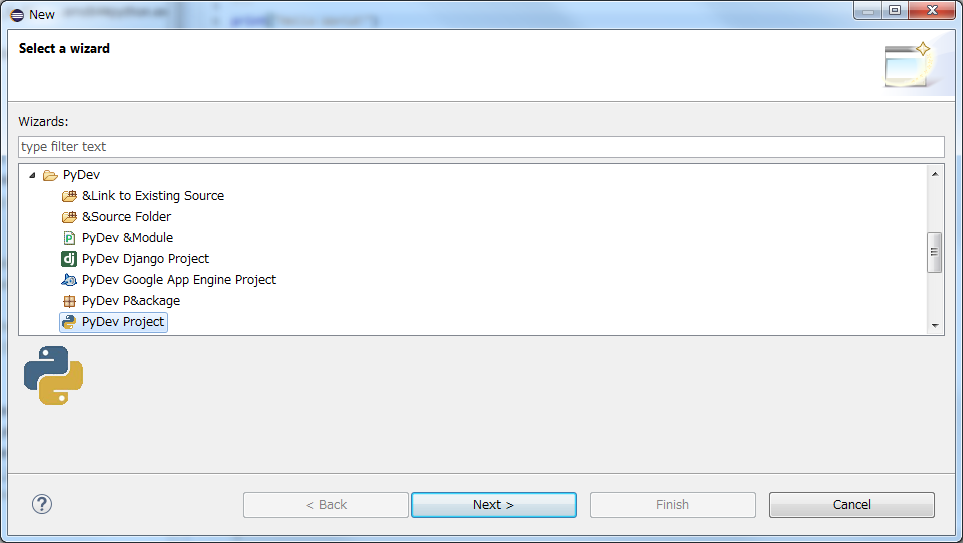 New
Select a wizard
Wizards:
type filter text
PyDev
&Link to Existing Source
&Source Folder
PyDev &Module
dj PyDev Django Project
PyDev Google App Engine Project
PyDev P&ackage
PyDev Project
? < Back Next > Finish Cancel